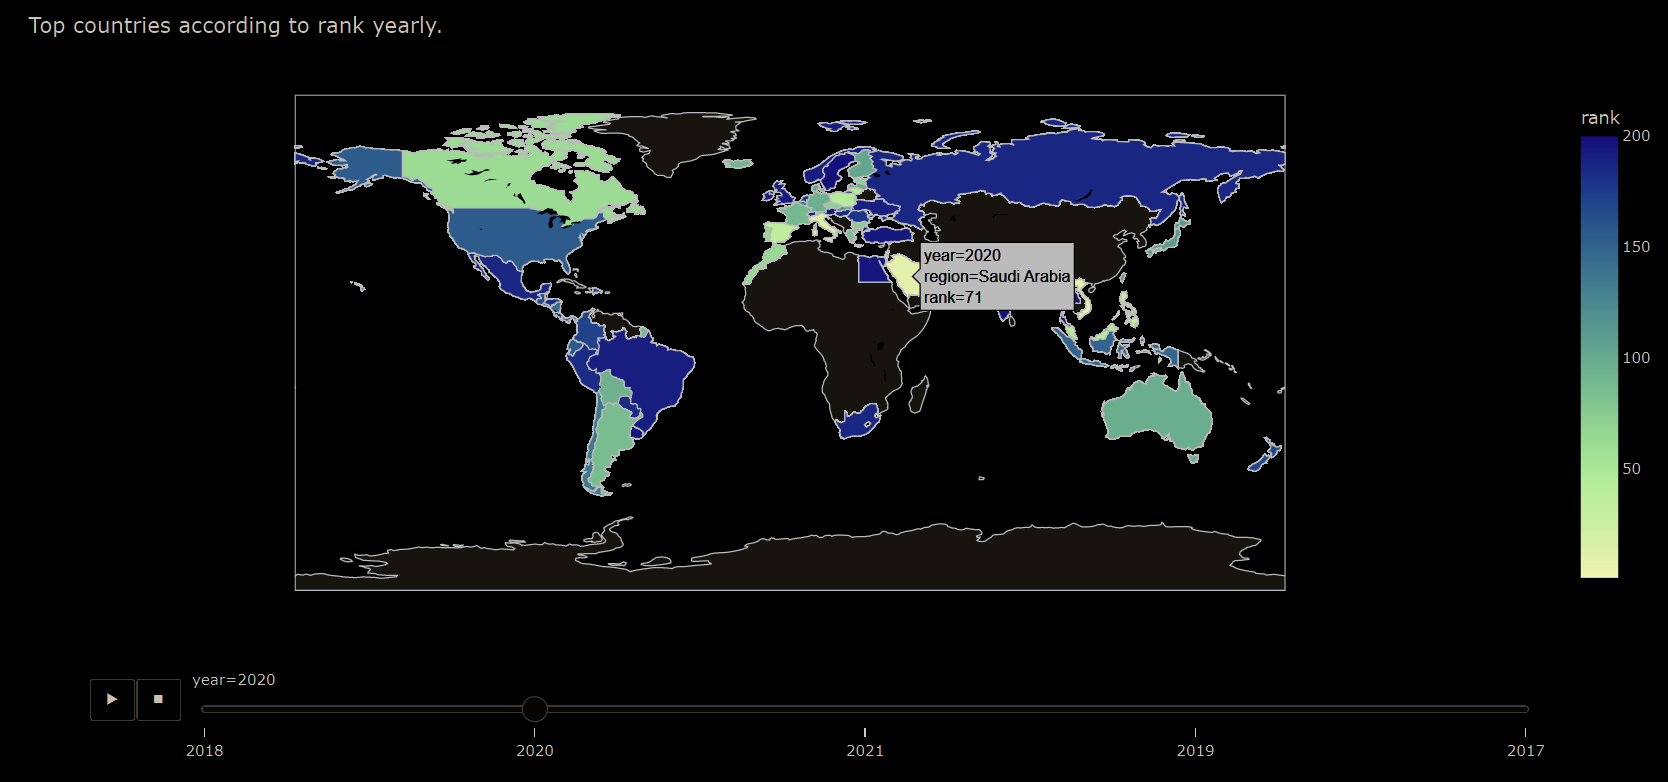 Top countries according to rank yearly.
rank
200
150
100
50
year=2020
region=Saudi Arabia
rank=71
year=2020
2018
2020
2021
2019
2017